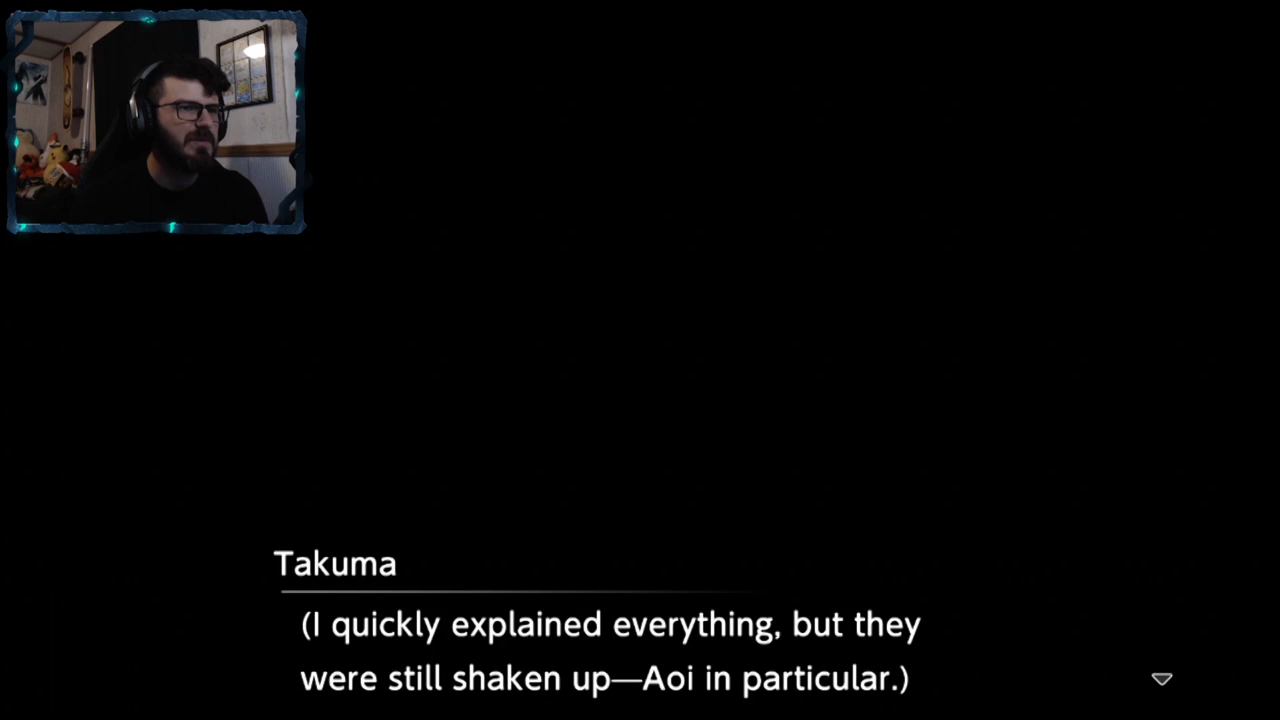 Takuma
(I quickly explained everything, but they
were still shaken up—Aoi in particular.)